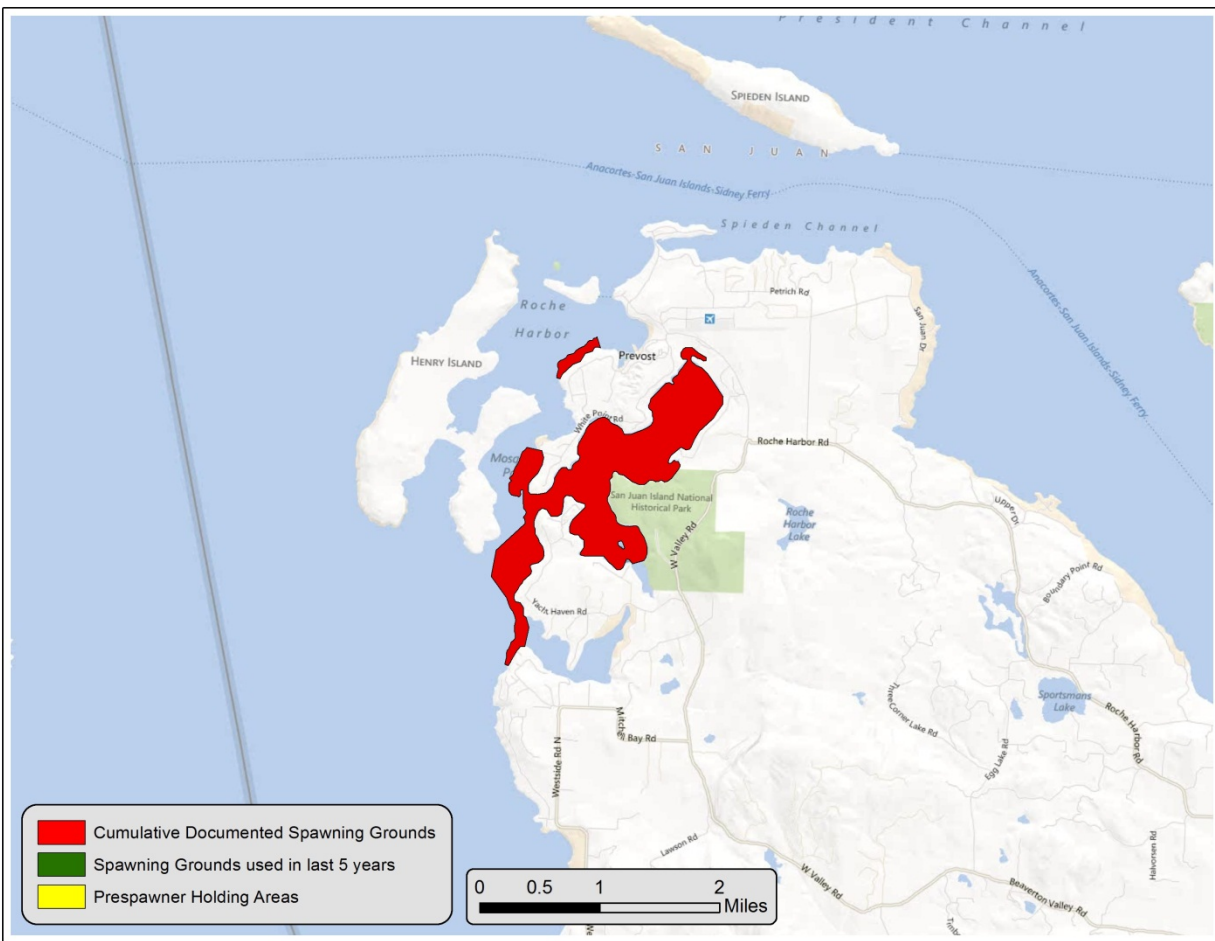 President Channel
SPIEDEN ISLAND
SAN JUAN
Anacortes-San Juan Islands-Sidney Ferry
Spieden Channel
Anacortes-San Juan Islands-Sidney Ferry
Petrich Rd
Roche
Harbor
San Juan Dr
HENRY ISLAND
Prevost
White Point Rd
Roche Harbor Rd
Mosq
San Juan Island National
Historical Park
Roche
Harbor
Lake
Upper Dr
W Valley Rd
Boundary Point Rd
Yacht Haven Rd
Three Corner Lake Rd
Sportsmans
Lake
Roche Harbor Rd
Mitchell Bay Rd
Westside Rd N
Egg Lake Rd
Lawson Rd
Halvorsen Rd
W Valley Rd
Beaverton Valley Rd
Cumulative Documented Spawning Grounds
Spawning Grounds used in last 5 years
Prespawner Holding Areas
0 0.5 1 2
Miles